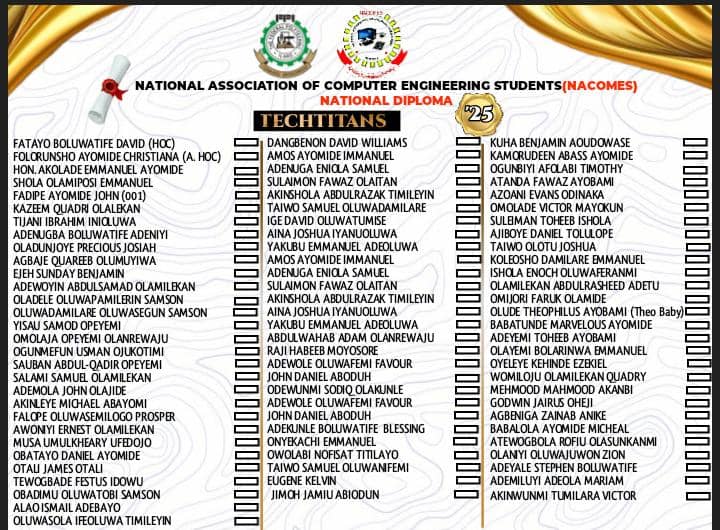 NATIONAL ASSOCIATION OF COMPUTER ENGINEERING STUDENTS(NACOMES)
NATIONAL DIPLOMA
'25
TECHTITANS
FATAYO BOLUWATIFE DAVID (HOC)
FOLORUNSHO AYOMIDE CHRISTIANA (A. HOC)
HON. AKOLADE EMMANUEL AYOMIDE
SHOLA OLAMIPOSI EMMANUEL
FADIPE AYOMIDE JOHN (001)
KAZEEM QUADRI OLALEKAN
TIJANI IBRAHIM INIOLUWA
ADENUGBA BOLUWATIFE ADENIYI
OLADUNJOYE PRECIOUS JOSIAH
AGBAJE QUAREEB OLUMUYIWA
EJEH SUNDAY BENJAMIN
ADEWOYIN ABDULSAMAD OLAMILEKAN
OLADELE OLUWAPAMILERIN SAMSON
OLUWADAMILARE OLUWASEGUN SAMSON
YISAU SAMOD OPEYEMI
OMOLAJA OPEYEMI OLANREWAJU
OGUNMEFUN USMAN OJUKOTIMI
SAUBAN ABDUL-QADIR OPEYEMI
SALAMI SAMUEL OLAMILEKAN
ADEMOLA JOHN OLAJIDE
AKINLEYE MICHAEL ABAYOMI
FALOPE OLUWASEMILOGO PROSPER
AWONIYI ERNEST OLAMILEKAN
MUSA UMULKHEARY UFEDOJO
OBATAYO DANIEL AYOMIDE
OTALI JAMES OTALI
TEWOGBADE FESTUS IDOWU
OBADIMU OLUWATOBI SAMSON
ALAO ISMAIL ADEBAYO
OLUWASOLA IFEOLUWA TIMILEYIN
DANGBENON DAVID WILLIAMS
AMOS AYOMIDE IMMANUEL
ADENUGA ENIOLA SAMUEL
SULAIMON FAWAZ OLAITAN
AKINSHOLA ABDULRAZAK TIMILEYIN
TAIWO SAMUEL OLUWADAMILARE
IGE DAVID OLUWATUMISE
AINA JOSHUA IYANUOLUWA
YAKUBU EMMANUEL ADEOLUWA
AMOS AYOMIDE IMMANUEL
ADENUGA ENIOLA SAMUEL
SULAIMON FAWAZ OLAITAN
AKINSHOLA ABDULRAZAK TIMILEYIN
AINA JOSHUA IYANUOLUWA
YAKUBU EMMANUEL ADEOLUWA
ABDULWAHAB ADAM OLANREWAJU
RAJI HABEEB MOYOSORE
ADEWOLE OLUWAFEMI FAVOUR
JOHN DANIEL ABODUH
ODEWUNMI SODIQ OLAKUNLE
ADEWOLE OLUWAFEMI FAVOUR
JOHN DANIEL ABODUH
ADEKUNLE BOLUWATIFE BLESSING
ONYEKACHI EMMANUEL
OWOLABI NOFISAT TITILAYO
TAIWO SAMUEL OLUWANIFEMI
EUGENE KELVIN
JIMOH JAMIU ABIODUN
KUHA BENJAMIN AOUDOWASE
KAMORUDEEN ABASS AYOMIDE
OGUNBIYI AFOLABI TIMOTHY
ATANDA FAWAZ AYOBAMI
AZOANI EVANS ODINAKA
OMOLADE VICTOR MAYOKUN
SULEIMAN TOHEEB ISHOLA
AJIBOYE DANIEL TOLULOPE
TAIWO OLOTU JOSHUA
KOLEOSHO DAMILARE EMMANUEL
ISHOLA ENOCH OLUWAFERANMI
OLAMILEKAN ABDULRASHEED ADETU
OMIJORI FARUK OLAMIDE
OLUDE THEOPHILUS AYOBAMI (Theo Baby)
BABATUNDE MARVELOUS AYOMIDE
ADEYEMI TOHEEB AYOBAMI
OLAYEMI BOLARINWA EMMANUEL
OYELEYE KEHINDE EZEKIEL
WOMILOJU OLAMILEKAN QUADRY
MEHMOOD MAHMOOD AKANBI
GODWIN JAIRUS OHEJI
AGBENIGA ZAINAB ANIKE
BABALOLA AYOMIDE MICHEAL
ATEWOGBOLA ROFIU OLASUNKANMI
OLANIYI OLUWAJUWON ZION
ADEYALE STEPHEN BOLUWATIFE
ADEMILUYI ADEOLA MARIAM
AKINWUNMI TUMILARA VICTOR